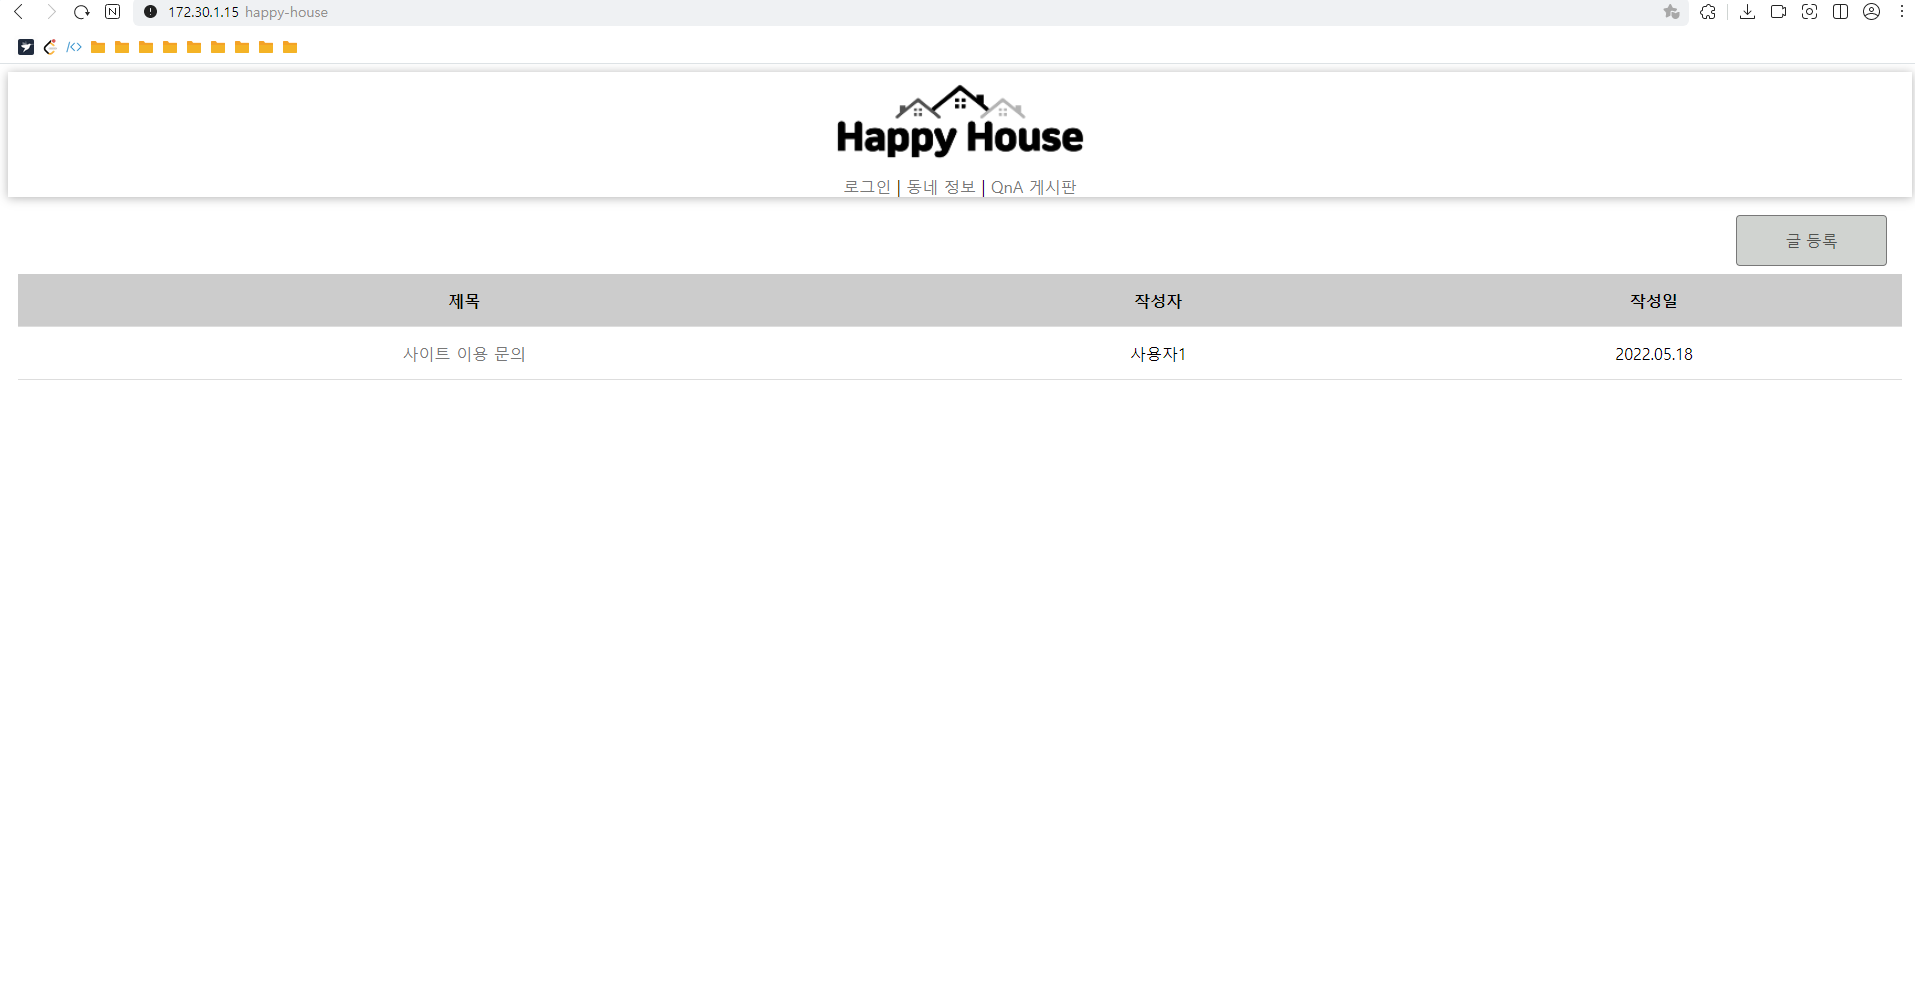 172.30.1.15 happy-house
Happy House
로그인 | 동네 정보 | QnA 게시판
글 등록
제목 작성자 작성일
사이트 이용 문의 사용자1 2022.05.18